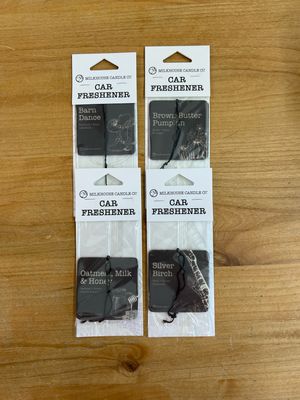 MILKHOUSE CANDLE CO.
CAR
FRESHENER
Barn
Dance
MILKHOUSE CANDLE CO.
CAR
FRESHENER
Brown Butter
Pumpkin
MILKHOUSE CANDLE CO.
CAR
FRESHENER
Oatmeal, Milk
& Honey
MILKHOUSE CANDLE CO.
CAR
FRESHENER
Silver
Birch